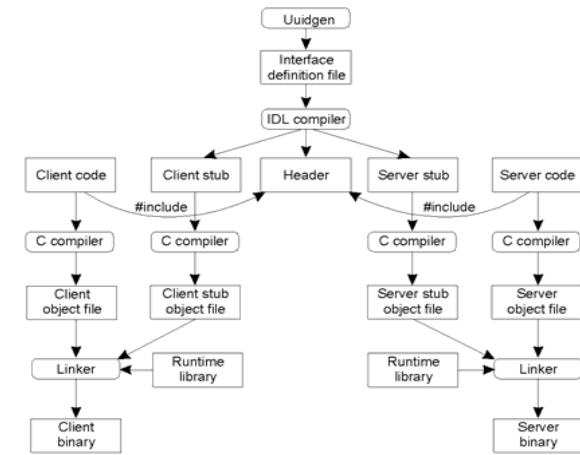 Uuidgen
Interface
definition file
IDL compiler
Client code
Client stub
Header
Server stub
Server code
#include
#include
C compiler
C compiler
C compiler
C compiler
Client
object file
Client stub
object file
Server stub
object file
Server
object file
Linker
Runtime
library
Runtime
library
Linker
Client
binary
Server
binary